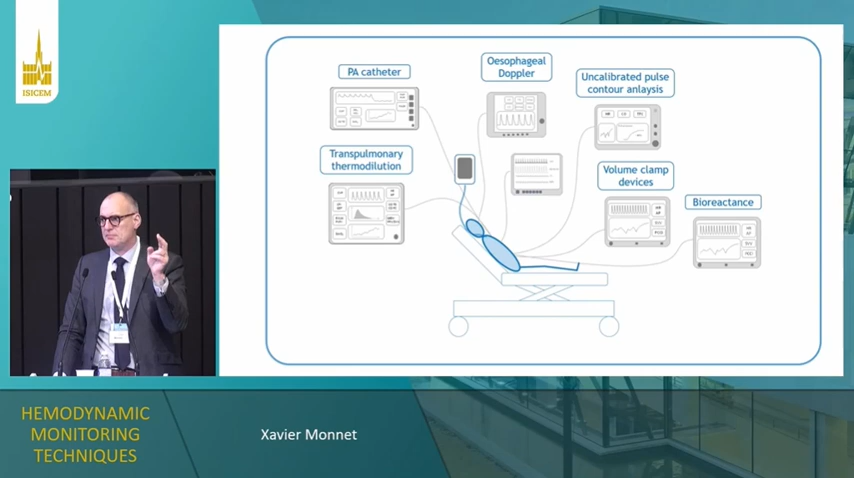 ISICEM
PA catheter
Oesophageal
Doppler
Uncalibrated pulse
contour anlaysis
Transpulmonary
thermodilution
Volume clamp
devices
Bioreactance
HEMODYNAMIC
MONITORING
TECHNIQUES
Xavier Monnet